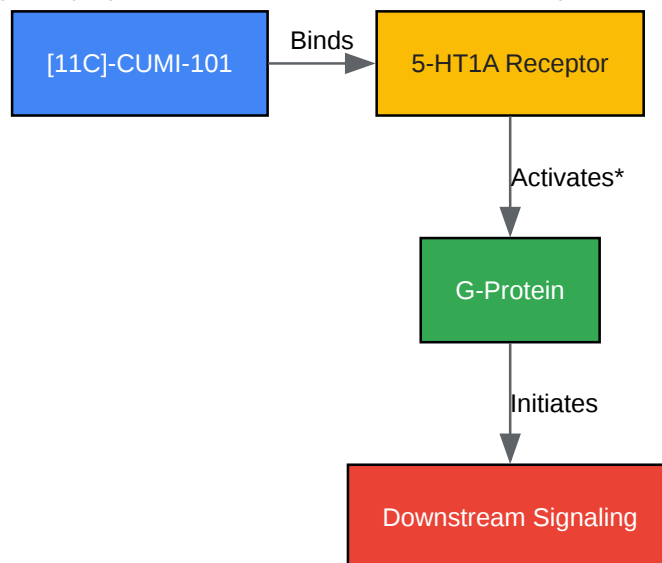 [11C]-CUMI-101
Binds
5-HT1A Receptor
Activates*
G-Protein
Initiates
Downstream Signaling